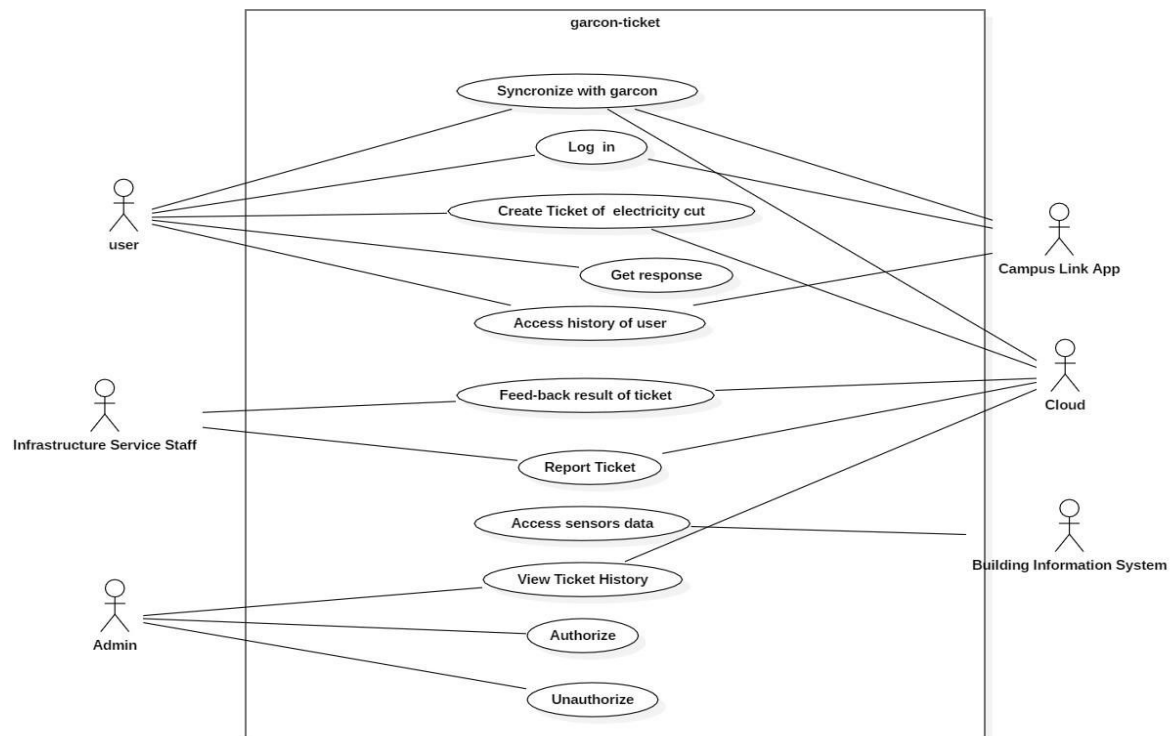 garcon-ticket
Syncronize with garcon
Log in
Create Ticket of electricity cut
user
Get response
Campus Link App
Access history of user
Feed-back result of ticket
Cloud
Infrastructure Service Staff
Report Ticket
Access sensors data
Building Information System
View Ticket History
Authorize
Admin
Unauthorize